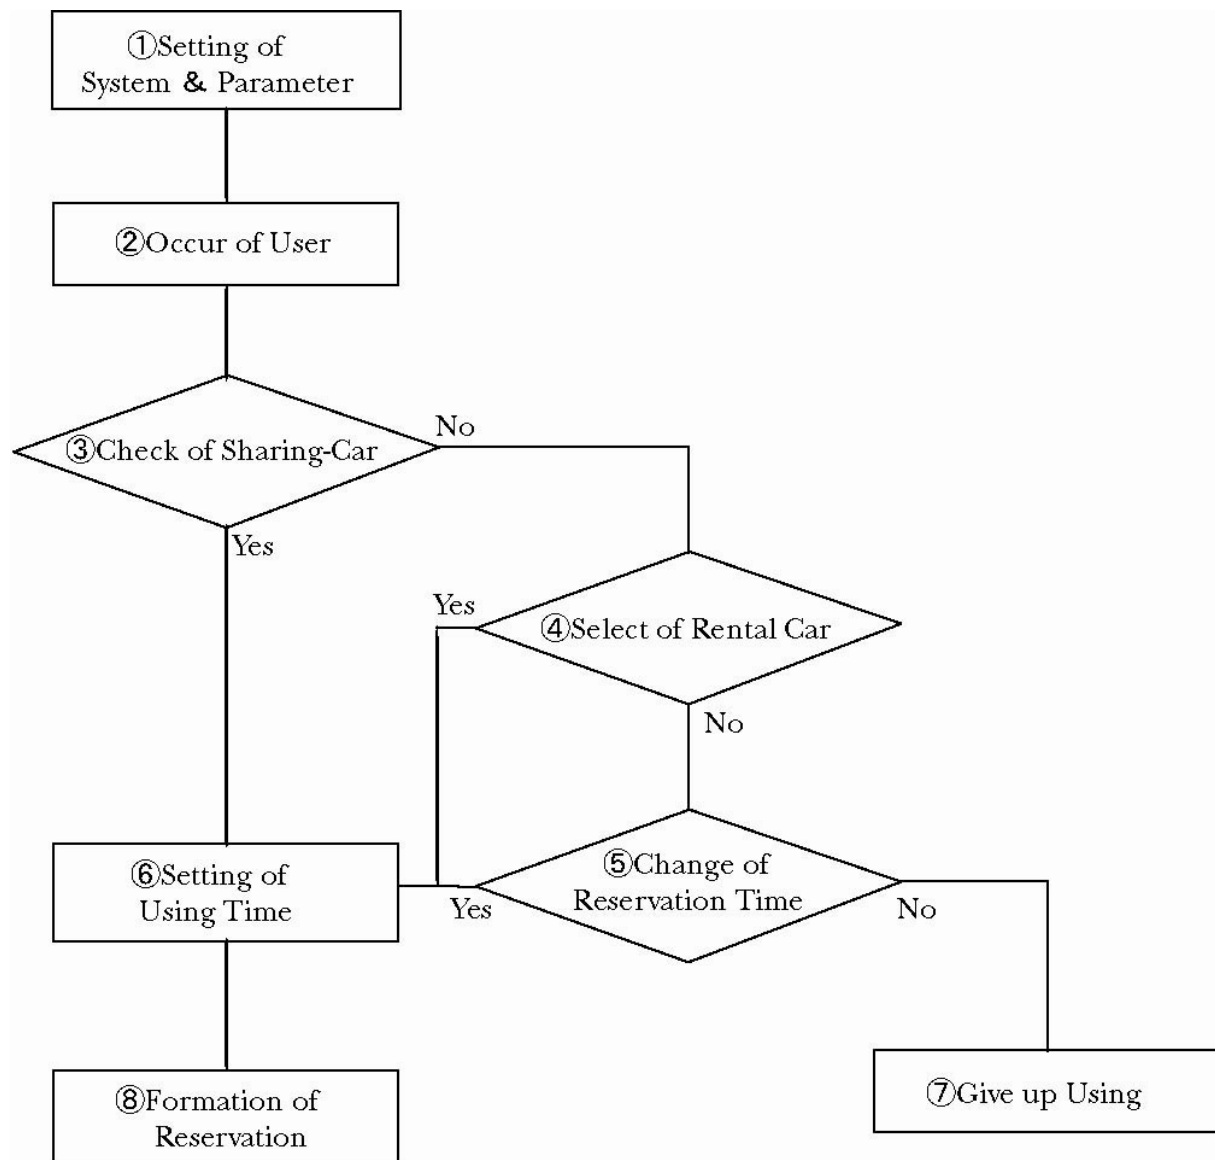 ①Setting of
System & Parameter
②Occur of User
③Check of Sharing-Car
No
Yes
Yes
④Select of Rental Car
No
⑤Change of
Reservation Time
⑥Setting of
Using Time
Yes
No
⑦Give up Using
⑧Formation of
Reservation